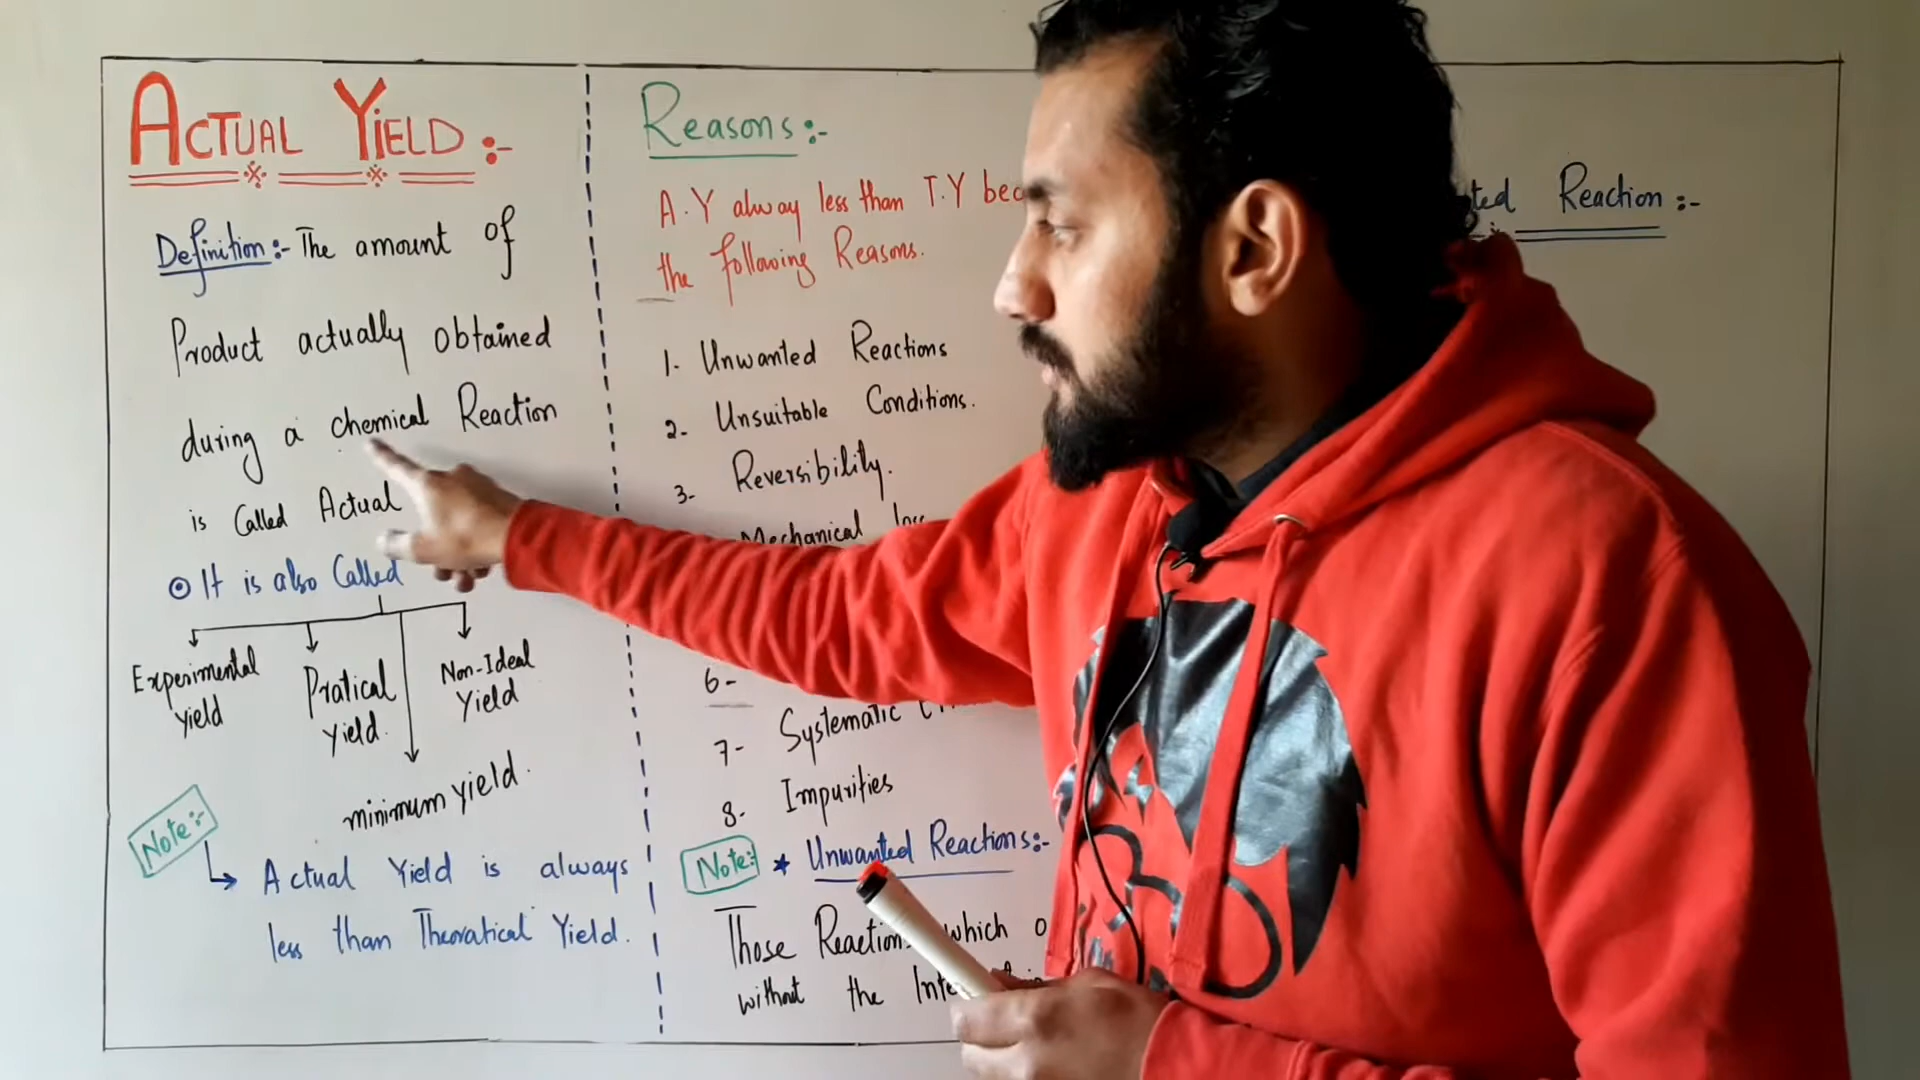 ACTUAL YiELD :-
Definition:- The amount of
Product actually obtained
during a chemical Reaction
is Called Actual
⊙ It is also Called
Experimental
yield
Pratical
yield.
Non-Ideal
Yield
minimum yield.
Note:-
Actual Yield is always
less than Theoratical Yield.
Reasons:-
A.Y alway less than T.Y
the following Reasons.
1- Unwanted Reactions
2- Unsuitable Conditions.
3- Reversibility.
Mechanical loss
6-
7- Systematic
8- Impurities
Note:- ★ Unwanted Reactions:-
Those Reaction which
without the
Reaction :-